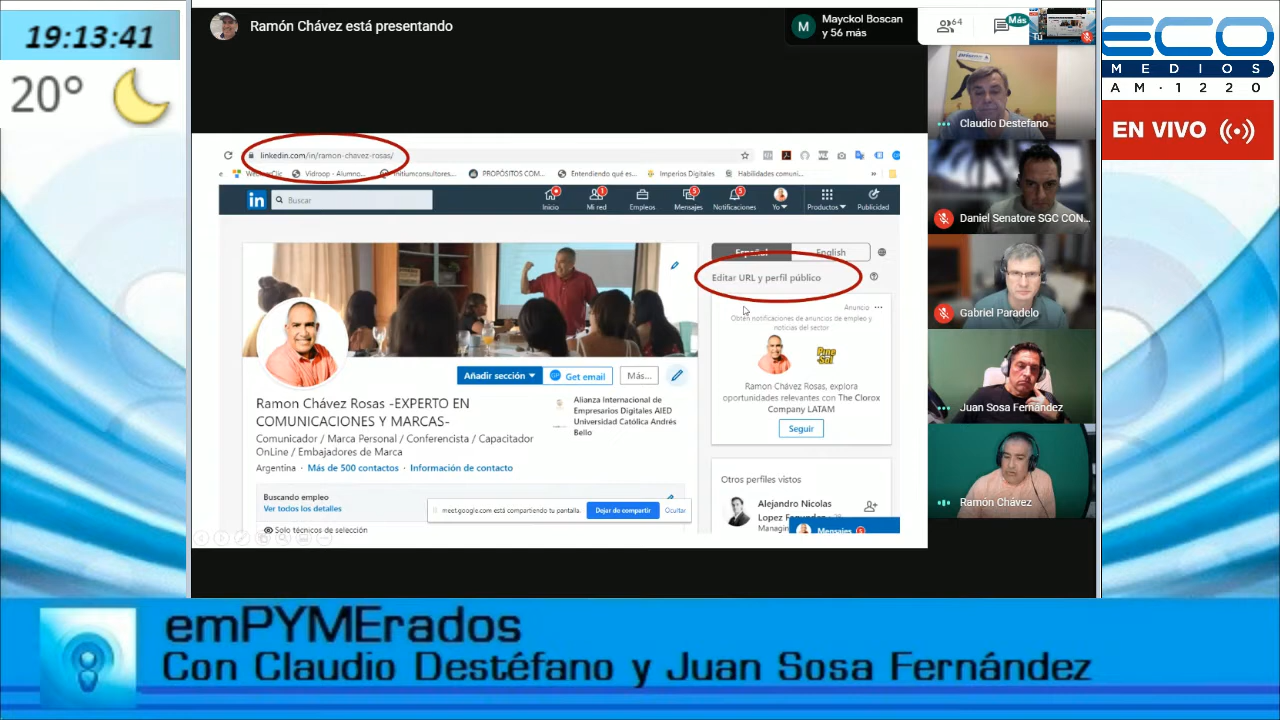 19:13:41
20°
Ramón Chávez está presentando
M
Mayckol Boscan
y 56 más
64
Más
Tú
ECO
MEDIOS
AM·1220
EN VIVO
Claudio Destefano
Daniel Senatore SGC CON...
Gabriel Paradelo
Juan Sosa Fernández
Ramón Chávez
linkedin.com/in/ramon-chavez-rosas/
Vidroop - Alumno...
Initiumconsultores...
PROPÓSITOS COM...
Entendiendo qué es...
Imperios Digitales
Habilidades comuni...
in
Buscar
Inicio
Mi red
1
Empleos
Mensajes
5
Notificaciones
5
Yo
Productos
Publicidad
Español
English
Editar URL y perfil público
Anuncio
Obtén notificaciones de anuncios de empleo y
noticias del sector
Pine
Sol
Ramon Chávez Rosas, explora
oportunidades relevantes con The Clorox
Company LATAM
Seguir
Añadir sección
Get email
Más...
Ramon Chávez Rosas -EXPERTO EN
COMUNICACIONES Y MARCAS-
Comunicador / Marca Personal / Conferencista / Capacitador
OnLine / Embajadores de Marca
Argentina · Más de 500 contactos · Información de contacto
Alianza Internacional de
Empresarios Digitales AIED
Universidad Católica Andrés
Bello
Buscando empleo
Ver todos los detalles
Solo técnicos de selección
meet.google.com está compartiendo tu pantalla.
Dejar de compartir
Ocultar
Otros perfiles vistos
Alejandro Nicolas
Mensajes
5
emPYMErados
Con Claudio Destéfano y Juan Sosa Fernández